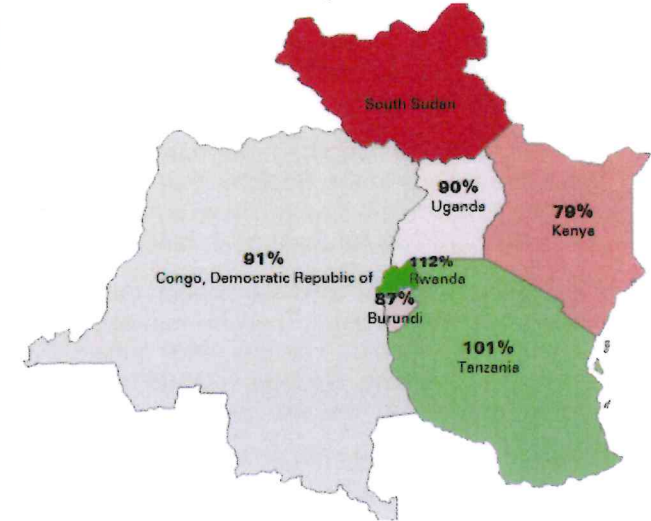 South Sudan
90%
Uganda
79%
Kenya
91%
Congo, Democratic Republic of
112%
Rwanda
87%
Burundi
101%
Tanzania